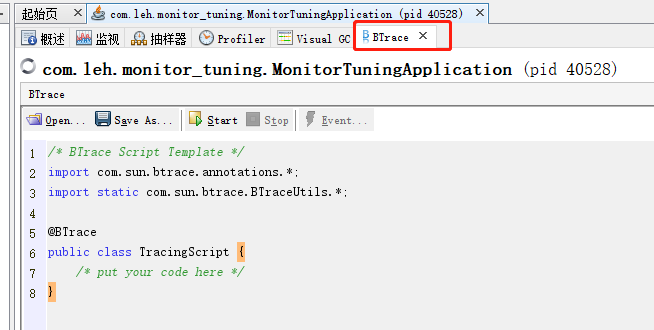 起始页
com.leh.monitor_tuning.MonitorTuningApplication (pid 40528)
概述 监视 抽样器 Profiler Visual GC BTrace
com.leh.monitor_tuning.MonitorTuningApplication (pid 40528)
BTrace
Open... Save As... Start Stop Event...
1 /* BTrace Script Template */
2 import com.sun.btrace.annotations.*;
3 import static com.sun.btrace.BTraceUtils.*;
4
5 @BTrace
6 public class TracingScript {
7 /* put your code here */
8 }